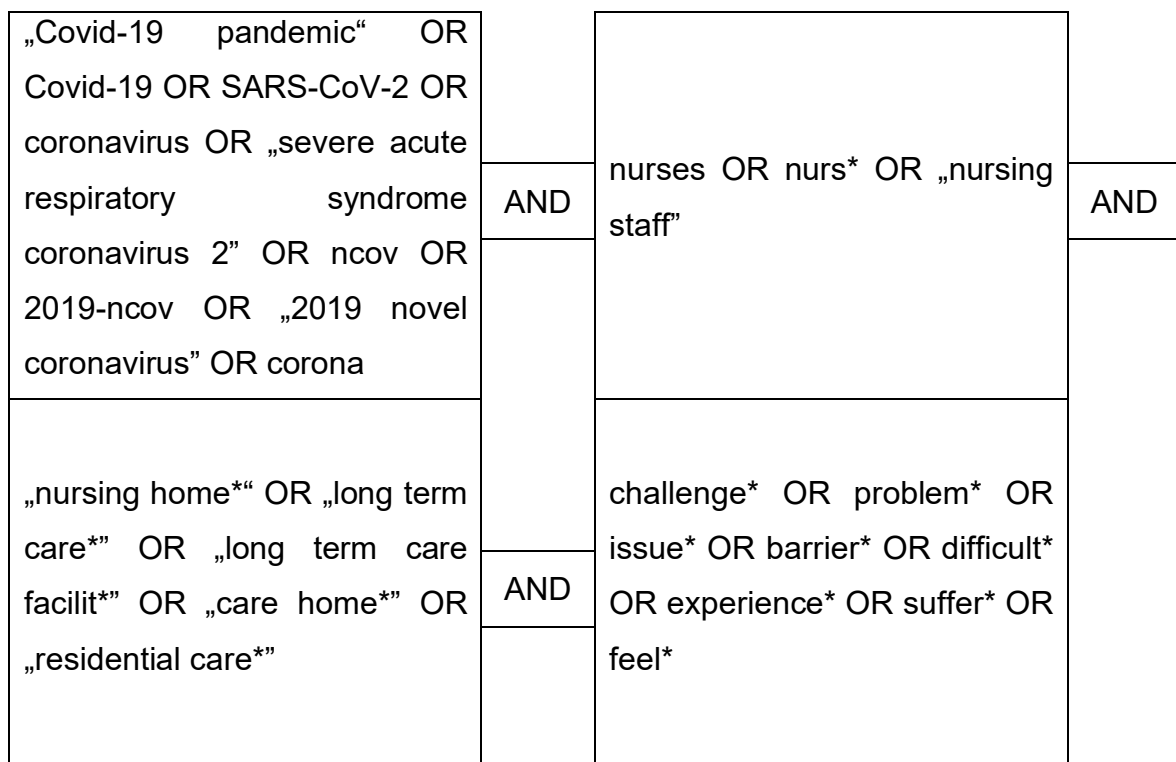 „Covid-19 pandemic“ OR
Covid-19 OR SARS-CoV-2 OR
coronavirus OR „severe acute
respiratory syndrome
coronavirus 2” OR ncov OR
2019-ncov OR „2019 novel
coronavirus” OR corona
AND
nurses OR nurs* OR „nursing
staff”
AND
„nursing home*“ OR „long term
care*” OR „long term care
facilit*” OR „care home*” OR
„residential care*”
AND
challenge* OR problem* OR
issue* OR barrier* OR difficult*
OR experience* OR suffer* OR
feel*